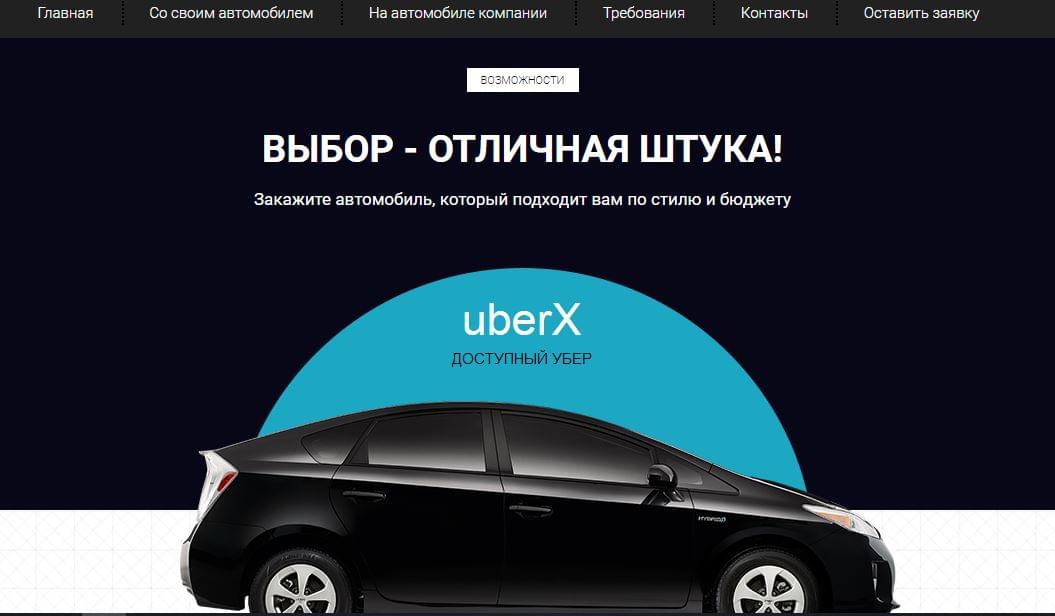 Главная Со своим автомобилем На автомобиле компании Требования Контакты Оставить заявку
ВОЗМОЖНОСТИ
ВЫБОР - ОТЛИЧНАЯ ШТУКА!
Закажите автомобиль, который подходит вам по стилю и бюджету
uberX
ДОСТУПНЫЙ УБЕР
HYBRID